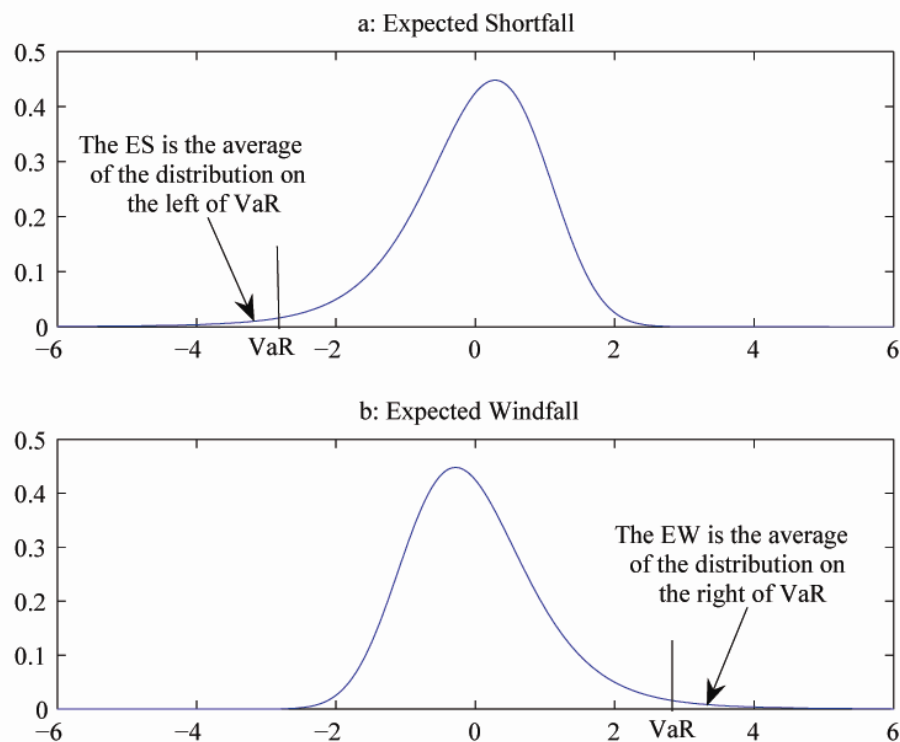 a: Expected Shortfall
0.5
0.4
0.3
0.2
0.1
0
The ES is the average
of the distribution on
the left of VaR
−6
−4
VaR
−2
0
2
4
6
b: Expected Windfall
0.5
0.4
0.3
0.2
0.1
0
The EW is the average
of the distribution on
the right of VaR
−6
−4
−2
0
2
VaR
4
6